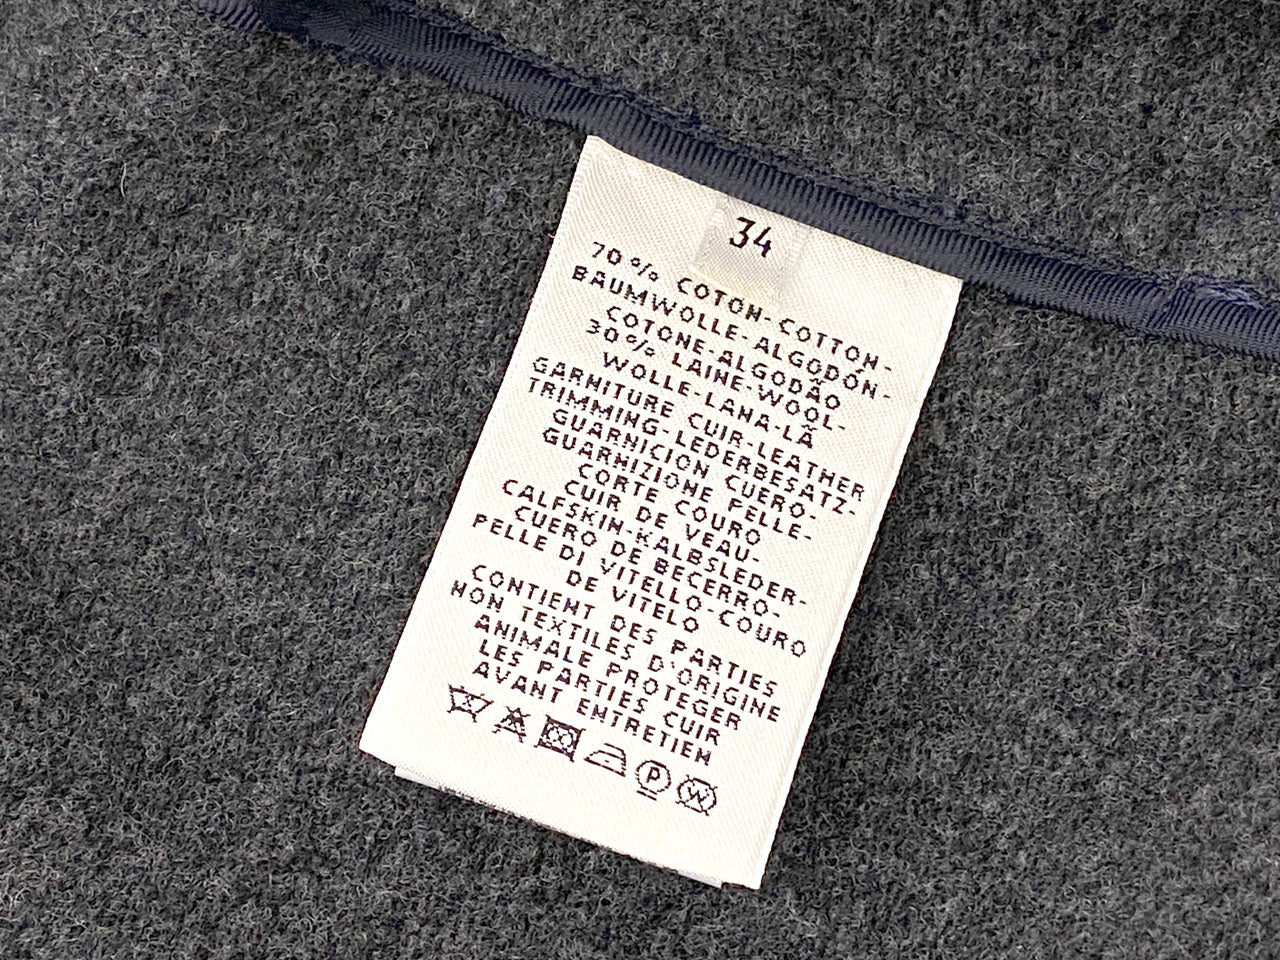 34
70% COTON-COTTON-
BAUMWOLLE-ALGODÓN-
COTONE-ALGODÃO
30% LAINE-WOOL-
WOLLE-LANA-LÃ
GARNITURE CUIR-LEATHER
TRIMMING-LEDERBESATZ-
GUARNICION CUERO-
GUARNIZIONE PELLE-
CORTE COURO
CUIR DE VEAU-
CALFSKIN-KALBSLEDER-
CUERO DE BECERRO-
PELLE DI VITELLO-COURO
DE VITELO
CONTIENT DES PARTIES
NON TEXTILES D'ORIGINE
ANIMALE PROTEGER
LES PARTIES CUIR
AVANT ENTRETIEN
P W